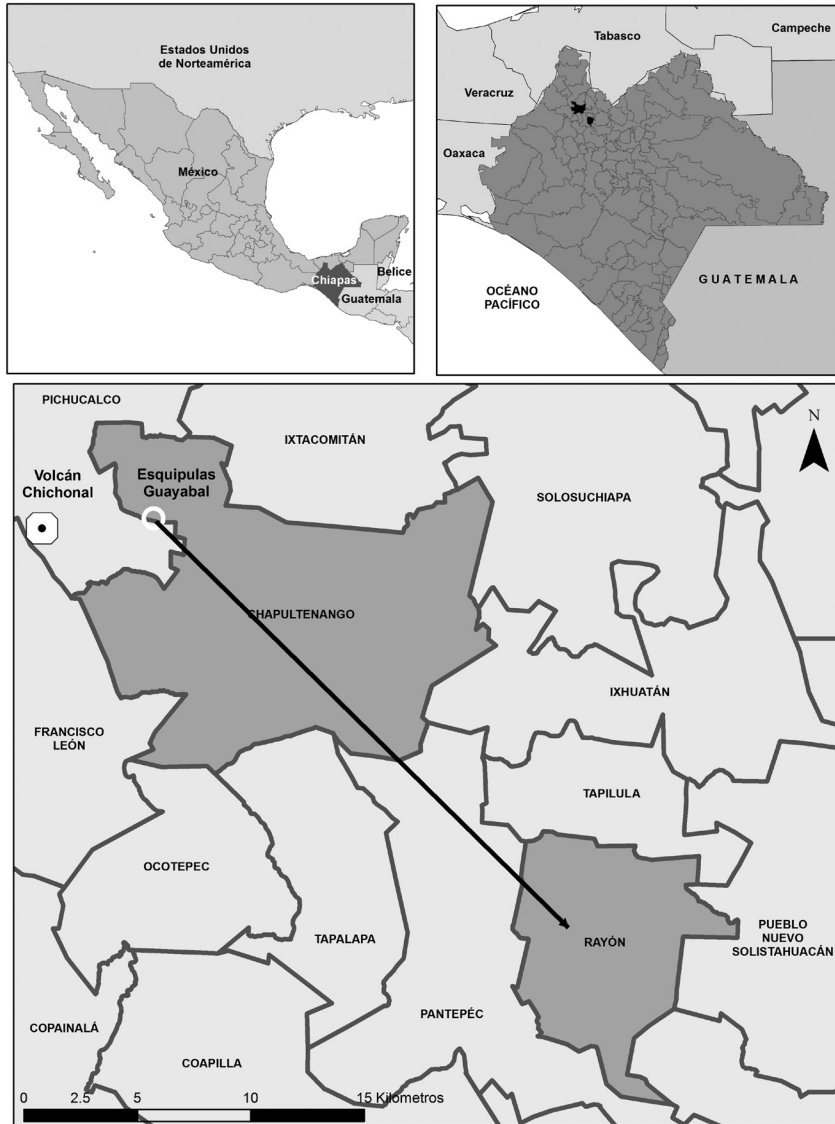 Estados Unidos
de Norteamérica
México
Chiapas
Belice
Guatemala
Tabasco
Campeche
Veracruz
Oaxaca
OCÉANO
PACÍFICO
GUATEMALA
PICHUCALCO
IXTACOMITÁN
N
Volcán
Chichonal
Esquipulas
Guayabal
SOLOSUCHIAPA
CHAPULTENANGO
IXHUATÁN
FRANCISCO
LEÓN
TAPILULA
OCOTEPEC
TAPALAPA
RAYÓN
PUEBLO
NUEVO
SOLISTAHUACÁN
PANTEPÉC
COPAINALÁ
COAPILLA
0 2.5 5 10 15 Kilometros